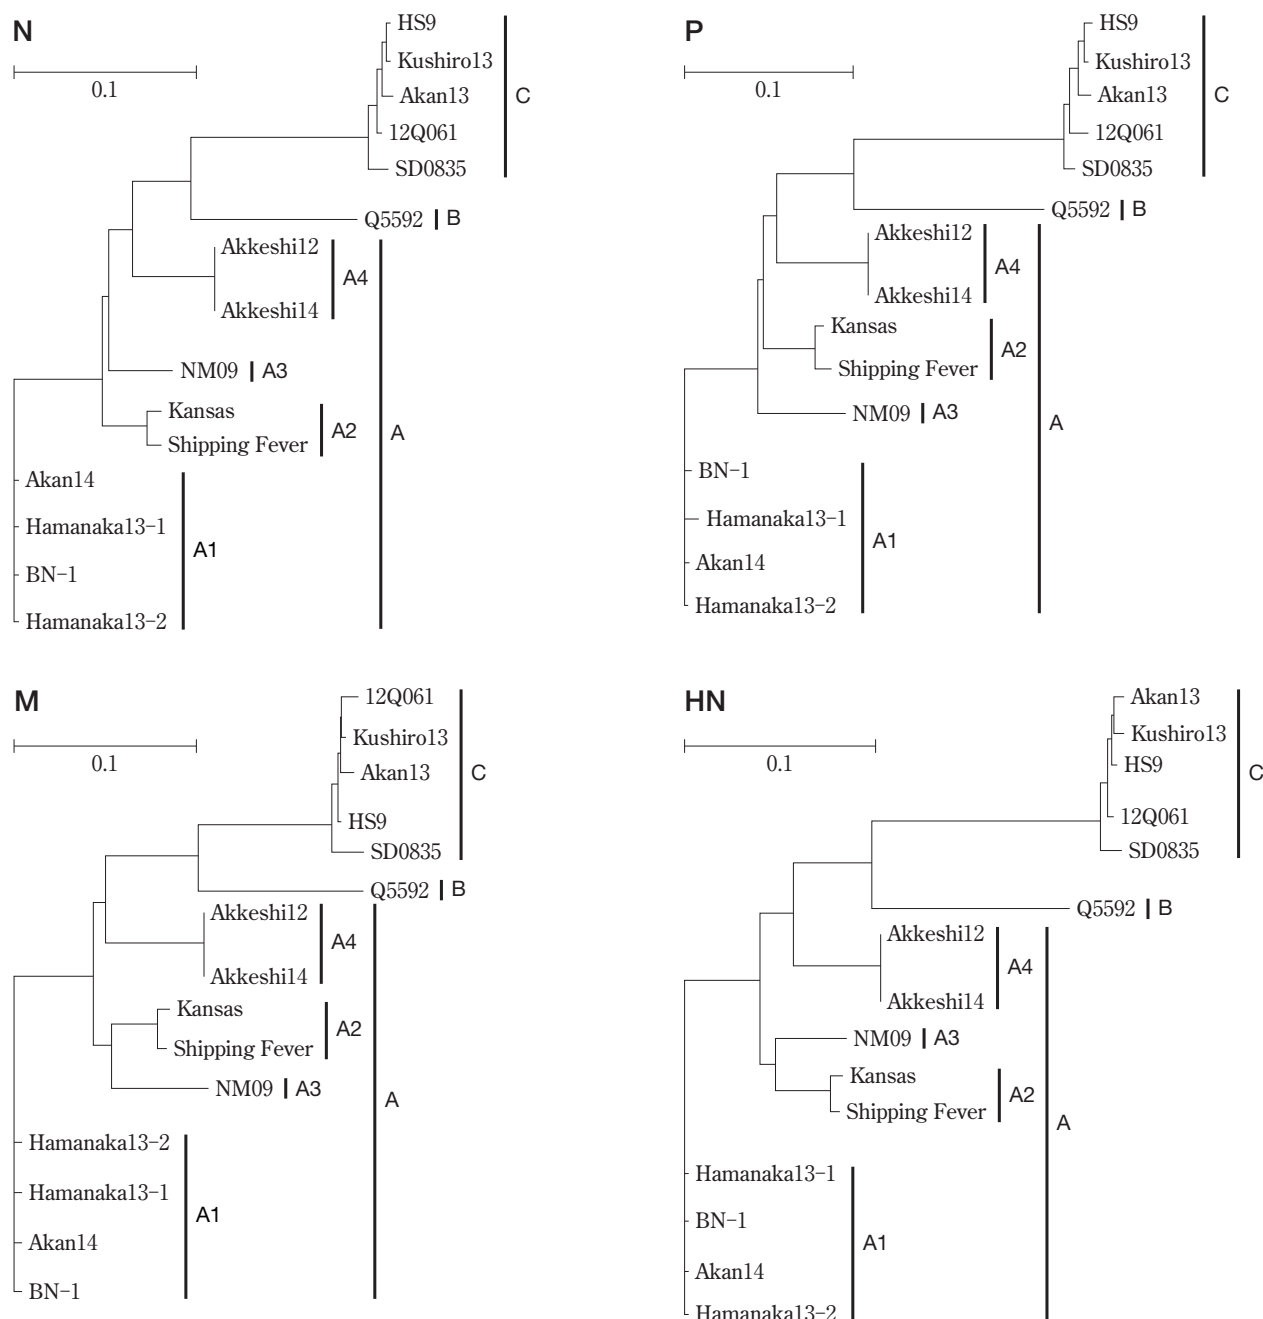 N
0.1
HS9
Kushiro13
Akan13
12Q061
SD0835
C
Q5592
B
Akkeshi12
Akkeshi14
A4
NM09
A3
Kansas
Shipping Fever
A2
A
Akan14
Hamanaka13-1
BN-1
Hamanaka13-2
A1
P
0.1
HS9
Kushiro13
Akan13
12Q061
SD0835
C
Q5592
B
Akkeshi12
Akkeshi14
A4
Kansas
Shipping Fever
A2
NM09
A3
A
BN-1
Hamanaka13-1
Akan14
Hamanaka13-2
A1
M
0.1
12Q061
Kushiro13
Akan13
HS9
SD0835
C
Q5592
B
Akkeshi12
Akkeshi14
A4
Kansas
Shipping Fever
A2
NM09
A3
A
Hamanaka13-2
Hamanaka13-1
Akan14
BN-1
A1
HN
0.1
Akan13
Kushiro13
HS9
12Q061
SD0835
C
Q5592
B
Akkeshi12
Akkeshi14
A4
NM09
A3
Kansas
Shipping Fever
A2
A
Hamanaka13-1
BN-1
Akan14
Hamanaka13-2
A1